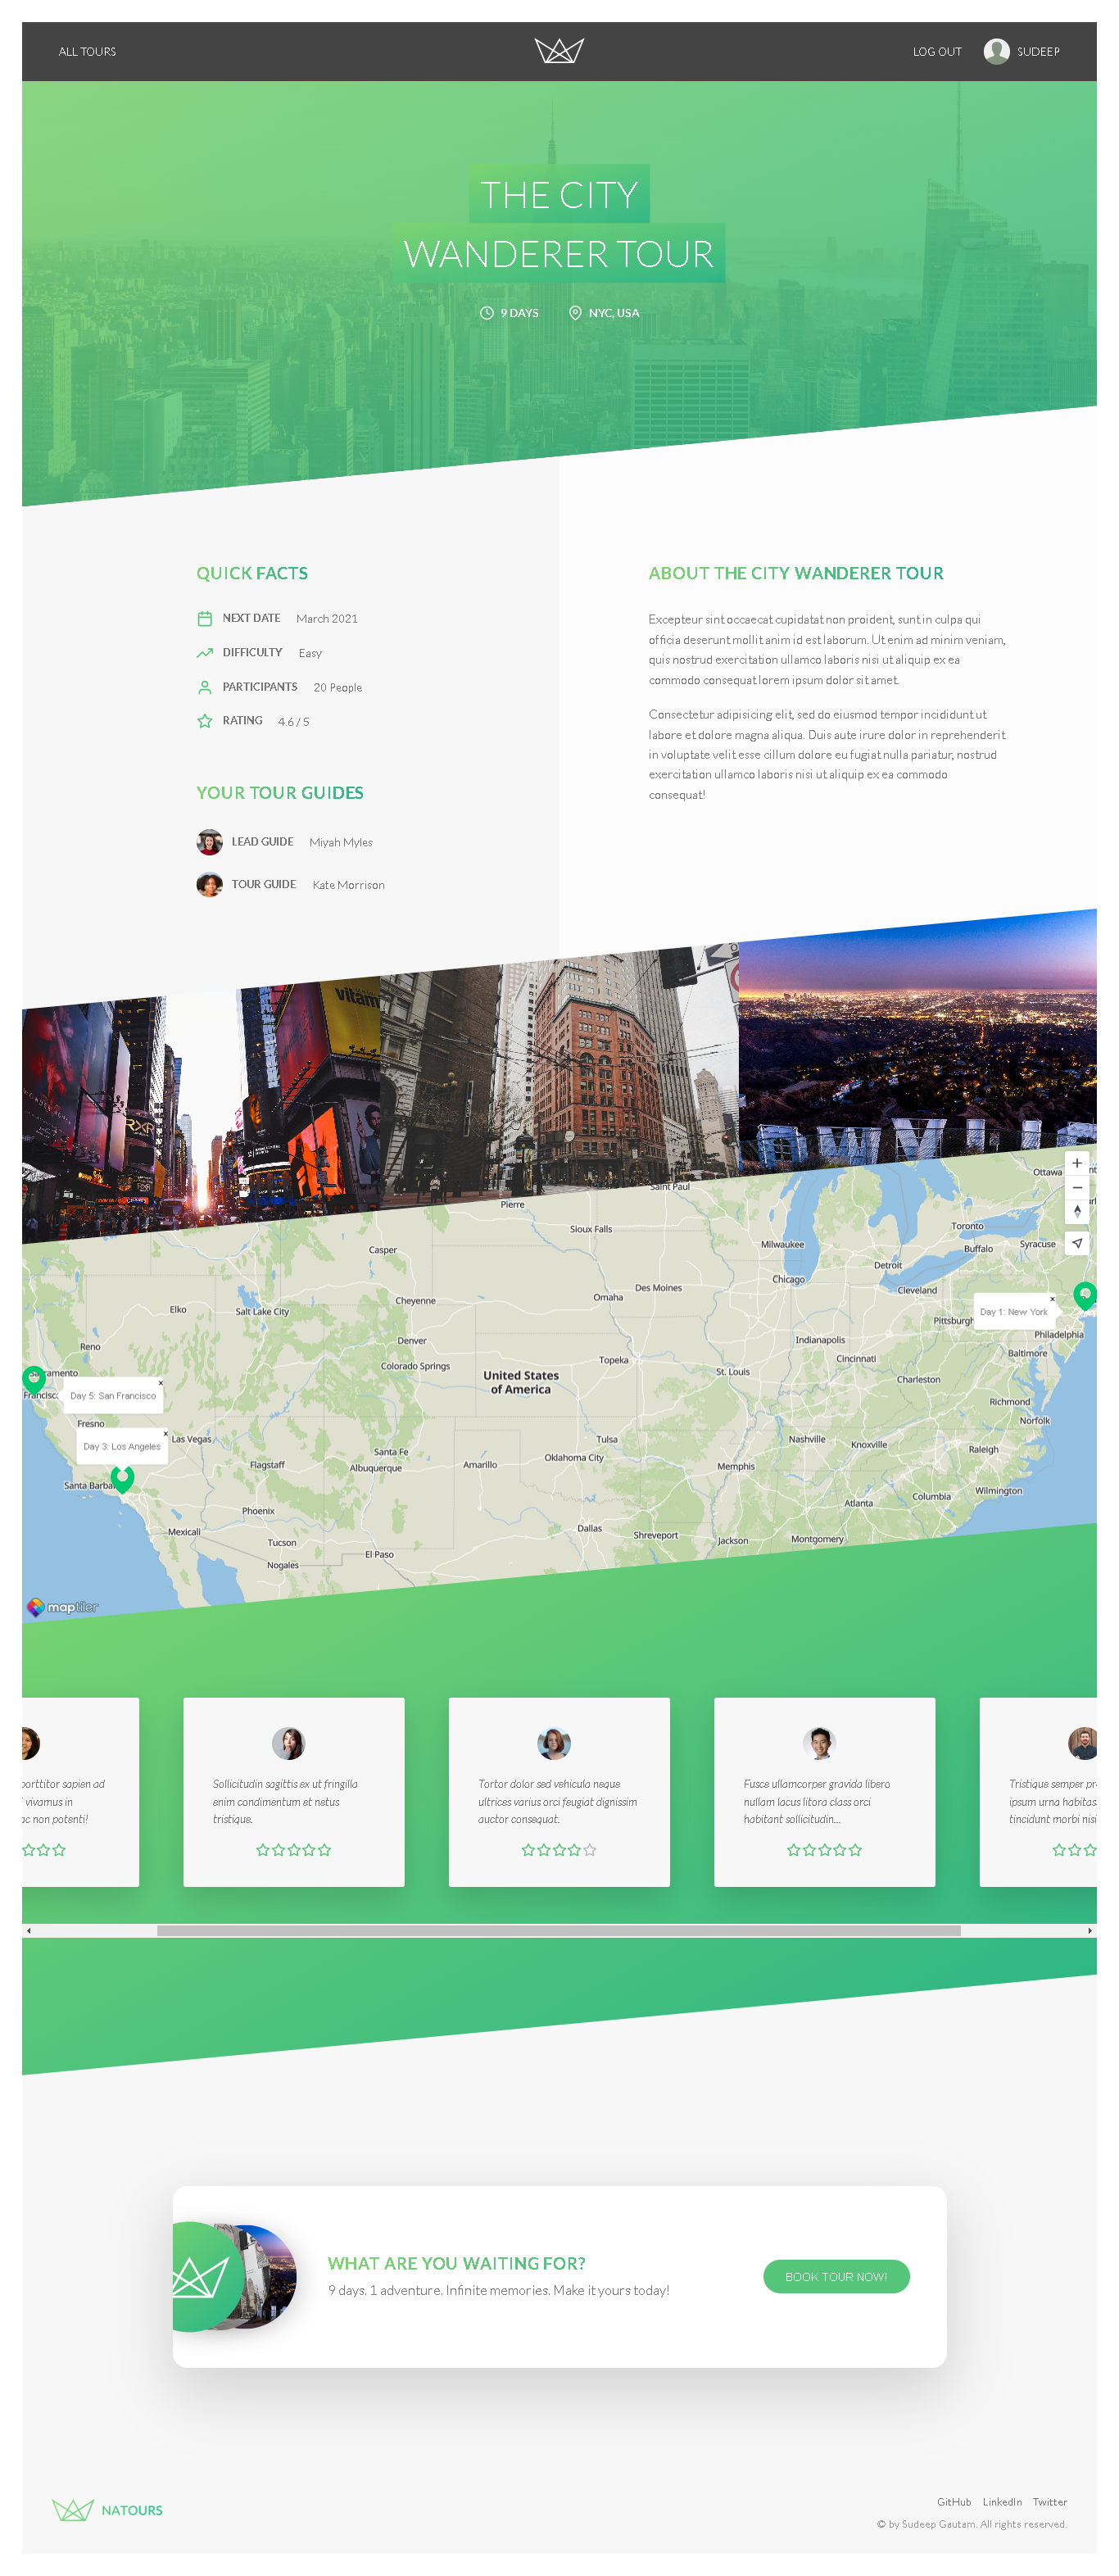 ALL TOURS
LOG OUT
SUDEEP
THE CITY
WANDERER TOUR
9 DAYS
NYC, USA
QUICK FACTS
NEXT DATE March 2021
DIFFICULTY Easy
PARTICIPANTS 20 People
RATING 4.6 / 5
YOUR TOUR GUIDES
LEAD GUIDE Miyah Myles
TOUR GUIDE Kate Morrison
ABOUT THE CITY WANDERER TOUR
Excepteur sint occaecat cupidatat non proident, sunt in culpa qui
officia deserunt mollit anim id est laborum. Ut enim ad minim veniam,
quis nostrud exercitation ullamco laboris nisi ut aliquip ex ea
commodo consequat lorem ipsum dolor sit amet.
Consectetur adipisicing elit, sed do eiusmod tempor incididunt ut
labore et dolore magna aliqua. Duis aute irure dolor in reprehenderit
in voluptate velit esse cillum dolore eu fugiat nulla pariatur, nostrud
exercitation ullamco laboris nisi ut aliquip ex ea commodo
consequat!
vitam
RXR
Ottawa
Saint Paul
Pierre
Sioux Falls
Toronto
Milwaukee
Buffalo
Syracuse
Casper
Detroit
Chicago
Des Moines
Cleveland
Omaha
Cheyenne
Elko
Salt Lake City
Day 1: New York
Pittsburgh
Philadelphia
Denver
Indianapolis
Reno
Baltimore
Topeka
Cincinnati
Colorado Springs
St. Louis
United States
of America
Charleston
Day 5: San Francisco
Richmond
Fresno
Norfolk
Las Vegas
Tulsa
Nashville
Knoxville
Day 3: Los Angeles
Raleigh
Santa Fe
Oklahoma City
Flagstaff
Albuquerque
Amarillo
Memphis
Santa Barba
Wilmington
Columbia
Atlanta
Phoenix
Dallas
Mexicali
Shreveport
Jackson
Montgomery
Tucson
El Paso
Nogales
maptiler
porttitor sapien ad
vivamus in
ac non potenti!
Sollicitudin sagittis ex ut fringilla
enim condimentum et netus
tristique.
Tortor dolor sed vehicula neque
ultrices varius orci feugiat dignissim
auctor consequat.
Fusce ullamcorper gravida libero
nullam lacus litora class orci
habitant sollicitudin...
Tristique semper pr
ipsum urna habitas
tincidunt morbi nisi
WHAT ARE YOU WAITING FOR?
9 days. 1 adventure. Infinite memories. Make it yours today!
BOOK TOUR NOW!
NATOURS
GitHub LinkedIn Twitter
© by Sudeep Gautam. All rights reserved.